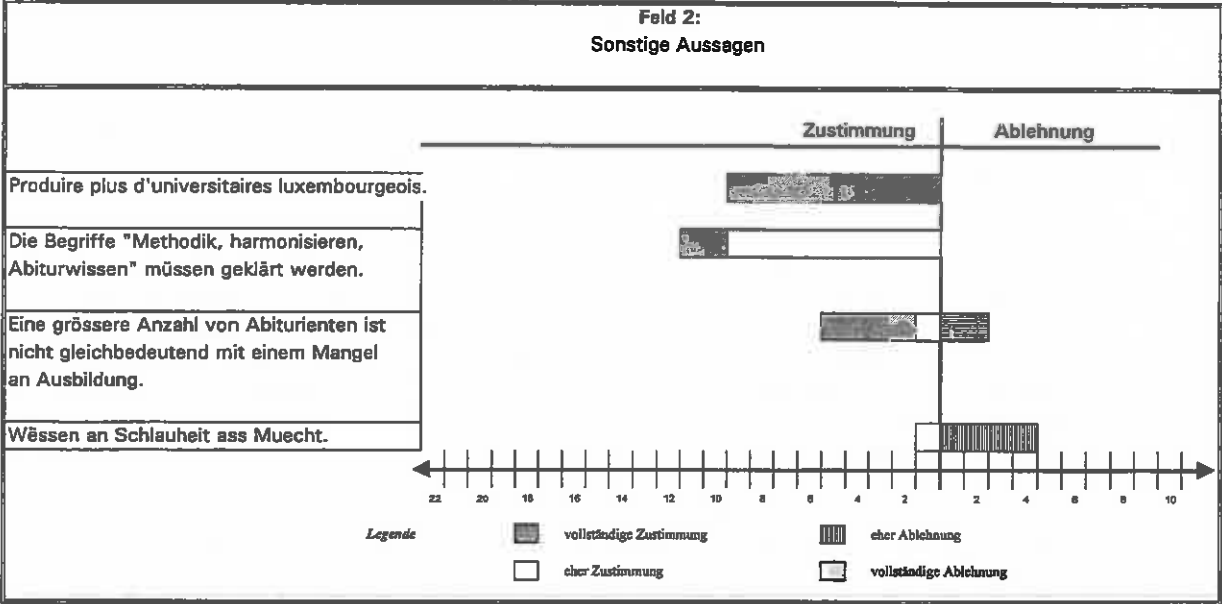 Feld 2:
Sonstige Aussagen
Zustimmung Ablehnung
Produire plus d'universitaires luxembourgeois.
Die Begriffe "Methodik, harmonisieren,
Abiturwissen" müssen geklärt werden.
Eine grössere Anzahl von Abiturienten ist
nicht gleichbedeutend mit einem Mangel
an Ausbildung.
Wëssen an Schlauheit ass Muecht.
22 20 18 16 14 12 10 8 6 4 2 2 4 6 8 10
Legende vollständige Zustimmung eher Ablehnung
eher Zustimmung vollständige Ablehnung